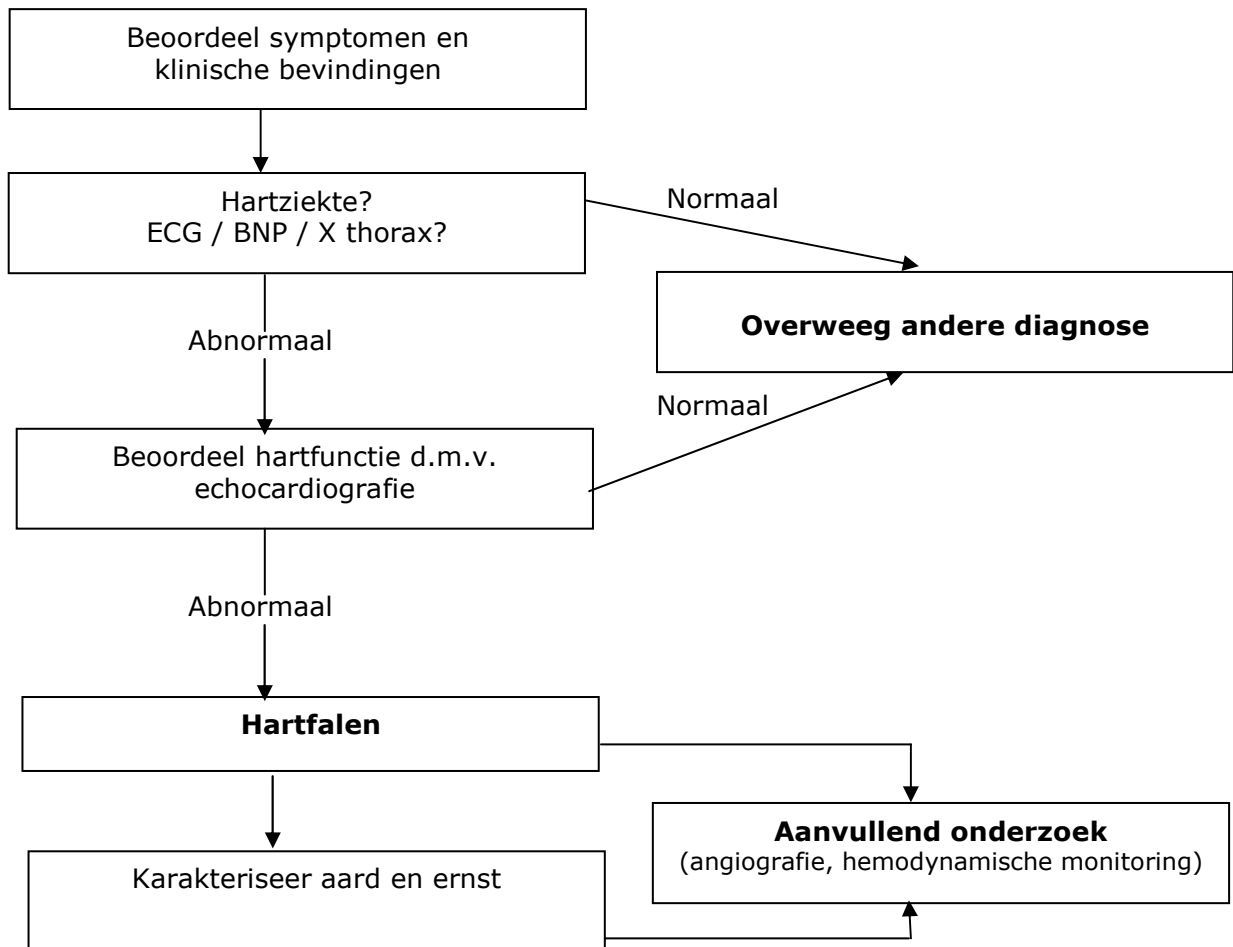 Beoordeel symptomen en
klinische bevindingen
Hartziekte?
ECG / BNP / X thorax?
Normaal
Overweeg andere diagnose
Abnormaal
Normaal
Beoordeel hartfunctie d.m.v.
echocardiografie
Abnormaal
Hartfalen
Aanvullend onderzoek
(angiografie, hemodynamische monitoring)
Karakteriseer aard en ernst